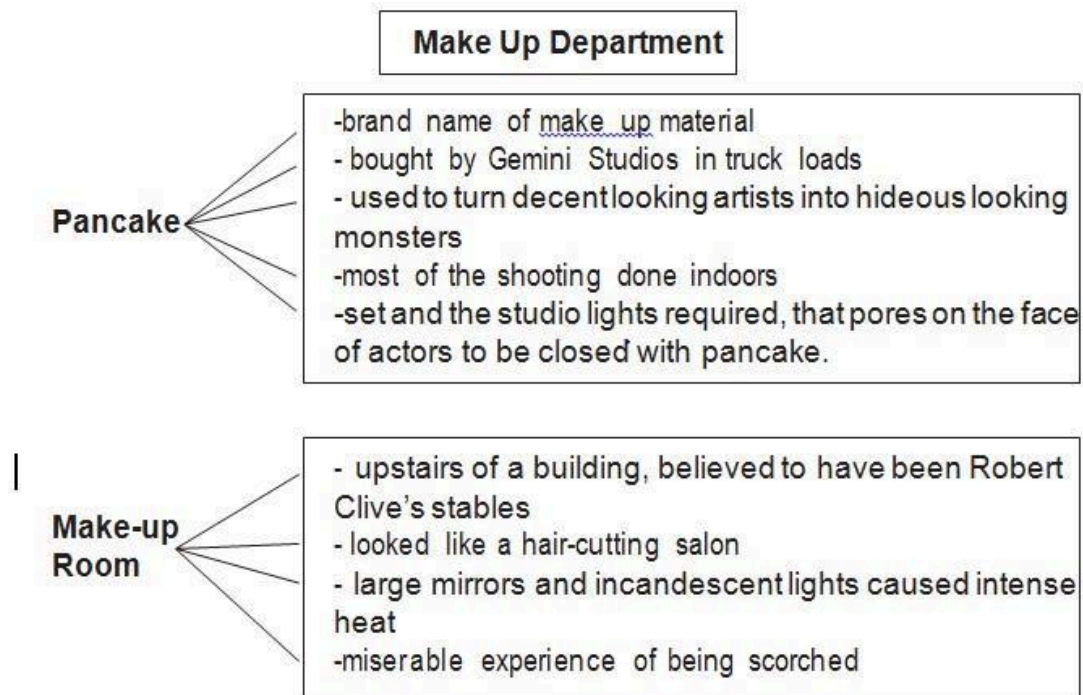 Make Up Department
Pancake
-brand name of make up material
- bought by Gemini Studios in truck loads
- used to turn decent looking artists into hideous looking
monsters
-most of the shooting done indoors
-set and the studio lights required, that pores on the face
of actors to be closed with pancake.
Make-up
Room
- upstairs of a building, believed to have been Robert
Clive's stables
- looked like a hair-cutting salon
- large mirrors and incandescent lights caused intense
heat
-miserable experience of being scorched